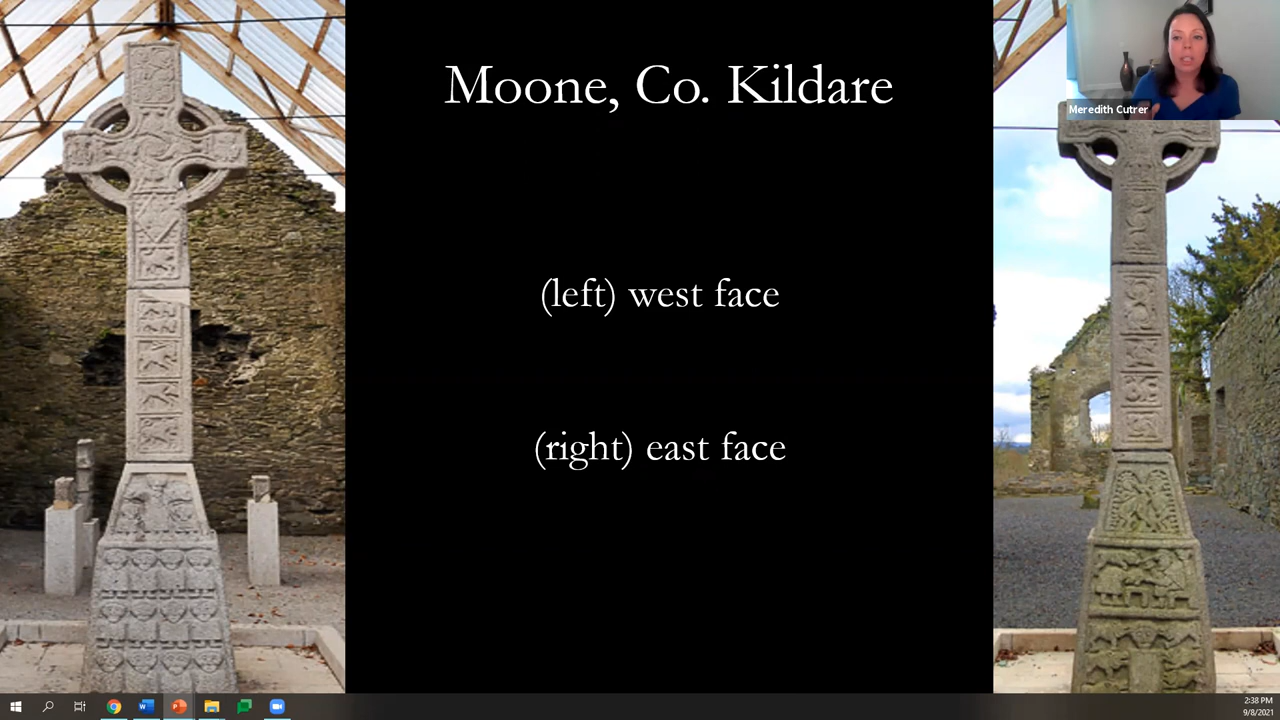 Moone, Co. Kildare
Meredith Cutrer
(left) west face
(right) east face
2:38 PM
9/8/2021